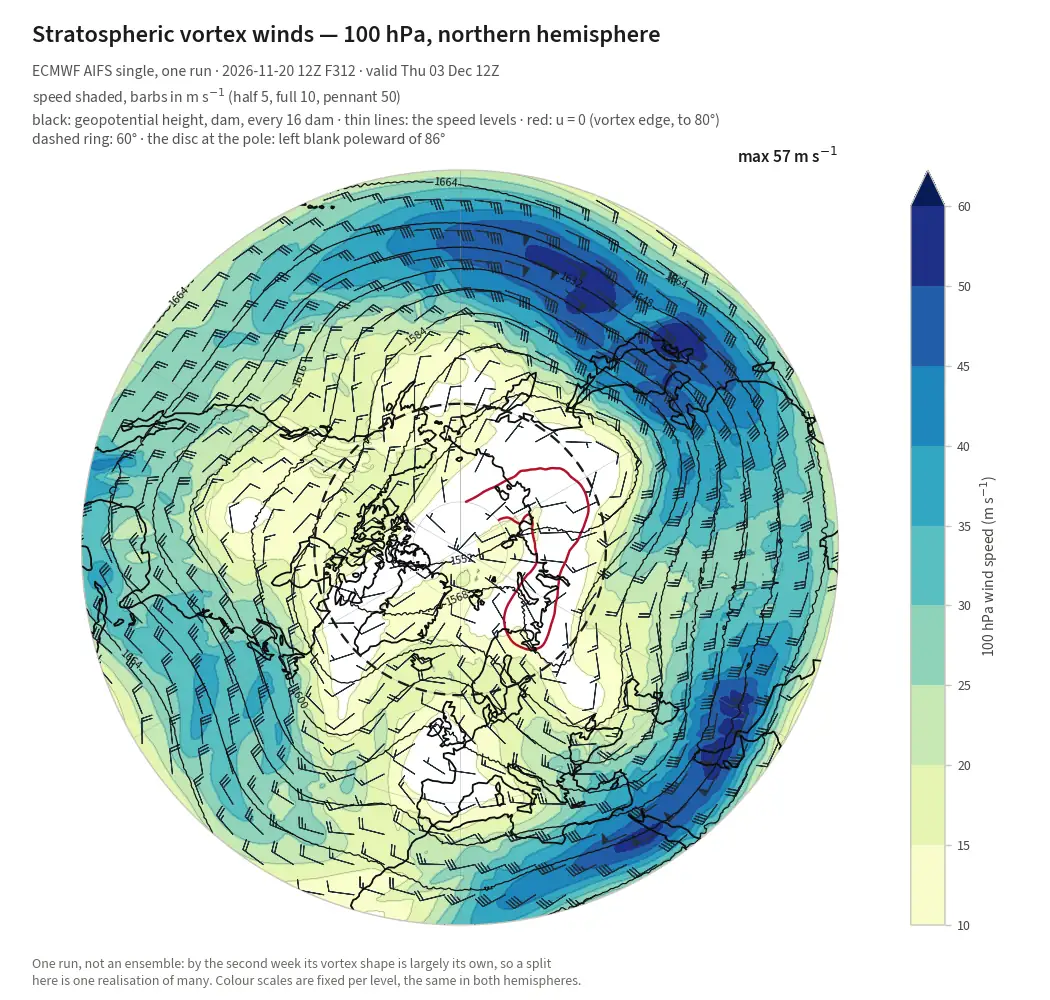 Stratospheric vortex winds — 100 hPa, northern hemisphere
ECMWF AIFS single, one run · 2026-11-20 12Z F312 · valid Thu 03 Dec 12Z
speed shaded, barbs in m s⁻¹ (half 5, full 10, pennant 50)
black: geopotential height, dam, every 16 dam · thin lines: the speed levels · red: u = 0 (vortex edge, to 80°)
dashed ring: 60° · the disc at the pole: left blank poleward of 86°
max 57 m s⁻¹
1664
1664
1632
1648
1664
1584
1616
1552
1568
1600
1664
60
50
45
40
35
30
25
20
15
10
100 hPa wind speed (m s⁻¹)
One run, not an ensemble: by the second week its vortex shape is largely its own, so a split
here is one realisation of many. Colour scales are fixed per level, the same in both hemispheres.